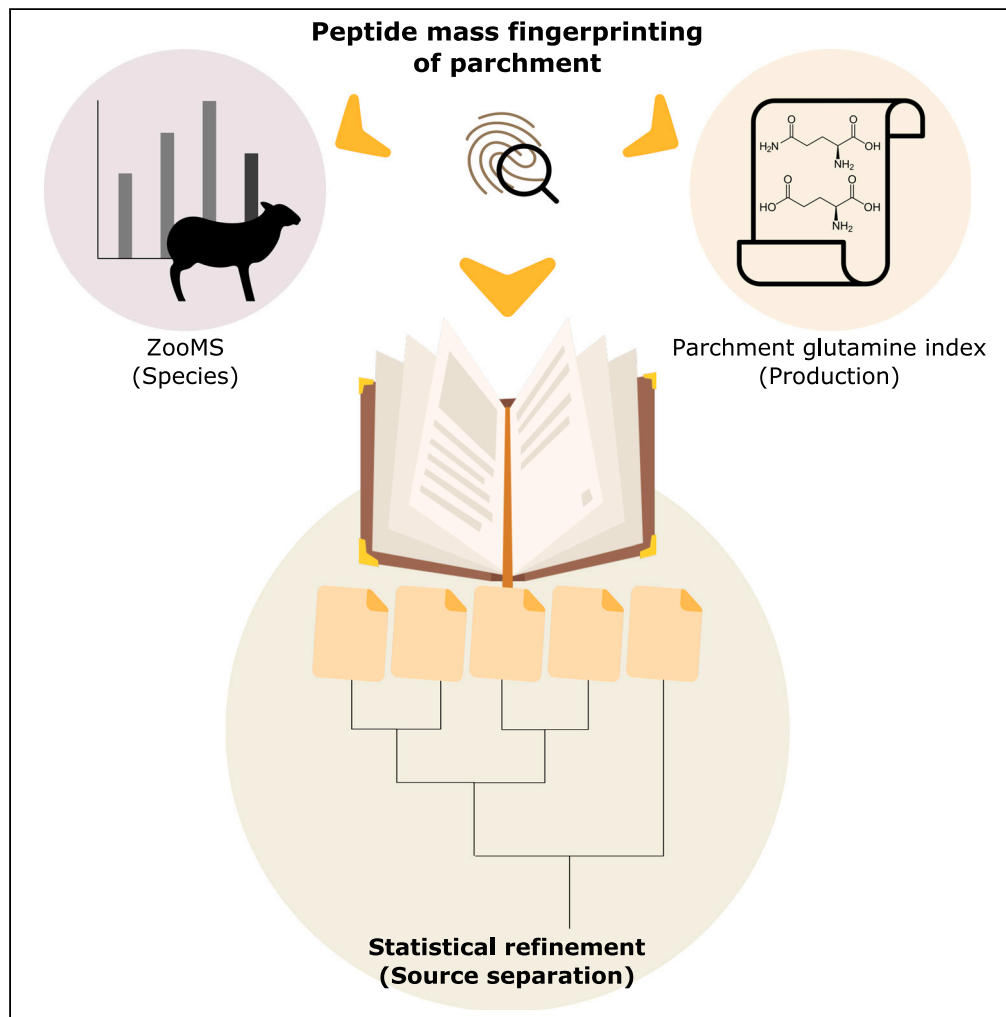 Peptide mass fingerprinting
of parchment
ZooMS
(Species)
O
O
H₂N
OH
NH₂
O
O
HO
OH
NH₂
Parchment glutamine index
(Production)
Statistical refinement
(Source separation)